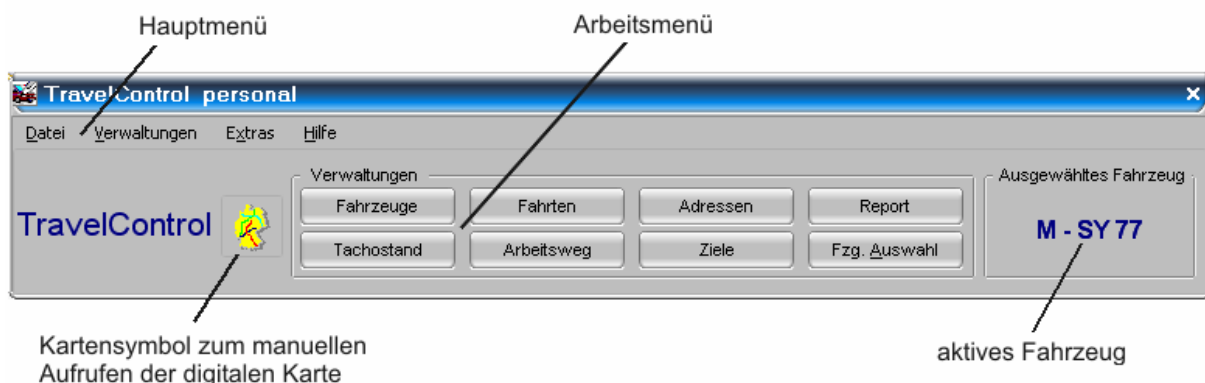 Hauptmenü
Arbeitsmenü
TravelControl personal
Datei Verwaltungen Extras Hilfe
Verwaltungen
Ausgewähltes Fahrzeug
Fahrzeuge Fahrten Adressen Report
TravelControl
M - SY 77
Tachostand Arbeitsweg Ziele Fzg. Auswahl
Kartensymbol zum manuellen
Aufrufen der digitalen Karte
aktives Fahrzeug